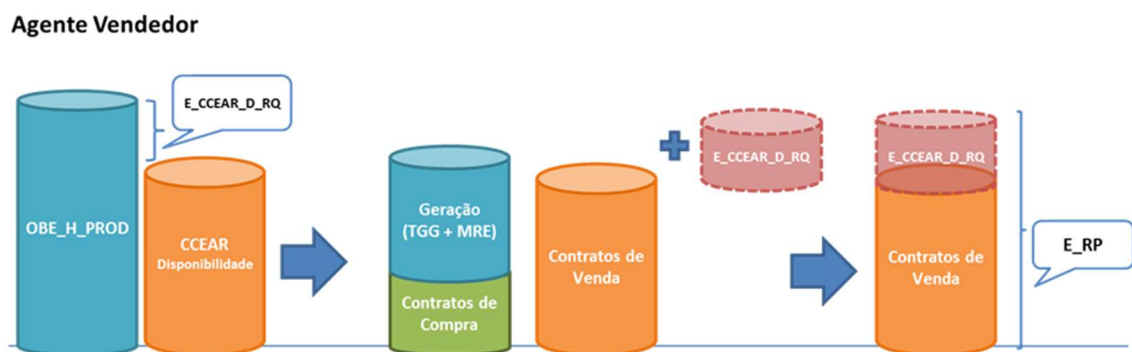 Agente Vendedor
E_CCEAR_D_RQ
OBE_H_PROD
CCEAR
Disponibilidade
Geração
(TGG + MRE)
Contratos de
Compra
Contratos de
Venda
E_CCEAR_D_RQ
E_CCEAR_D_RQ
Contratos de
Venda
E_RP